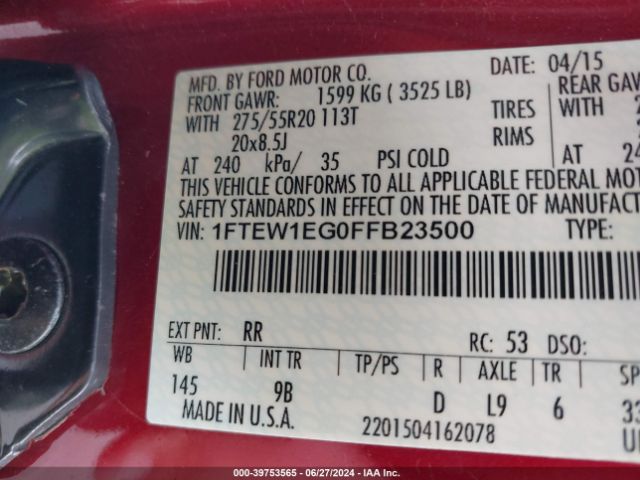 MFD. BY FORD MOTOR CO. DATE: 04/15
FRONT GAWR: 1599 KG ( 3525 LB) REAR GAW
WITH 275/55R20 113T TIRES
20x8.5J RIMS
AT 240 kPa/ 35 PSI COLD AT 24
THIS VEHICLE CONFORMS TO ALL APPLICABLE FEDERAL MOT
SAFETY STANDARDS IN EFFECT ON THE DATE OF MANUFACT
VIN: 1FTEW1EG0FFB23500 TYPE:
EXT PNT: RR RC: 53 DSO:
WB INT TR TP/PS R AXLE TR SP
145 9B D L9 6 33
MADE IN U.S.A. 2201504162078
000-39753565 - 06/27/2024 - IAA Inc.